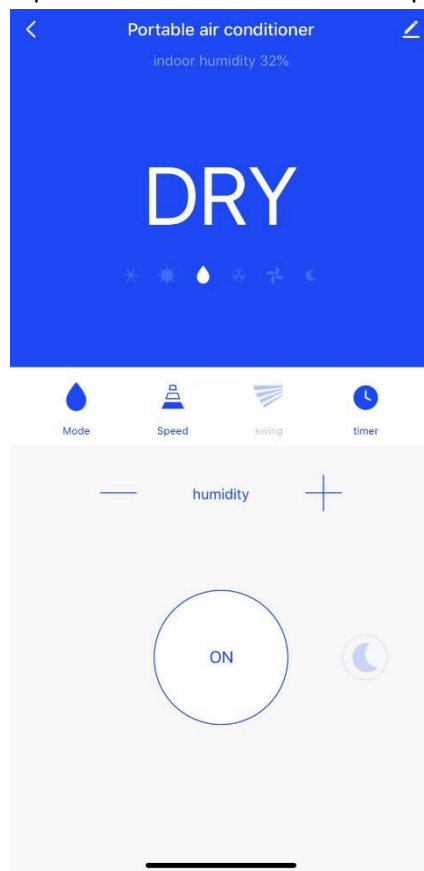 Portable air conditioner
indoor humidity 32%
DRY
Mode Speed swing timer
humidity
ON